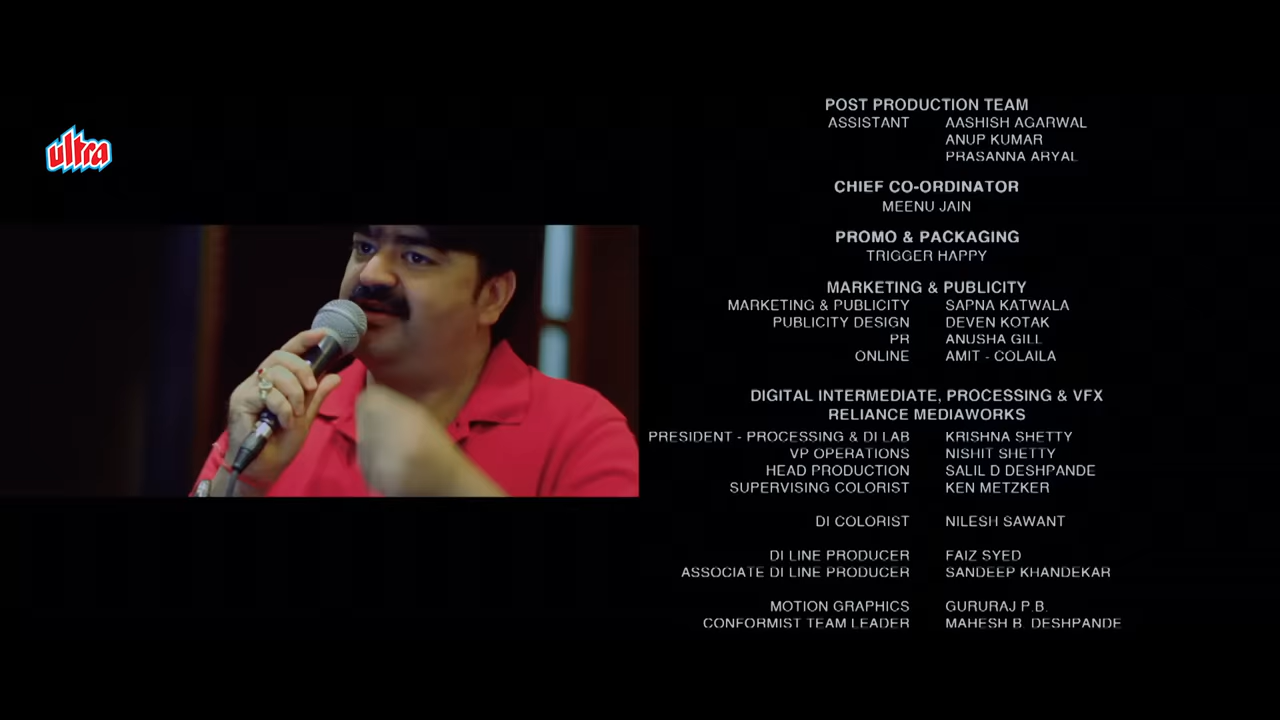 ultra
POST PRODUCTION TEAM
ASSISTANT AASHISH AGARWAL
ANUP KUMAR
PRASANNA ARYAL
CHIEF CO-ORDINATOR
MEENU JAIN
PROMO & PACKAGING
TRIGGER HAPPY
MARKETING & PUBLICITY
MARKETING & PUBLICITY SAPNA KATWALA
PUBLICITY DESIGN DEVEN KOTAK
PR ANUSHA GILL
ONLINE AMIT - COLAILA
DIGITAL INTERMEDIATE, PROCESSING & VFX
RELIANCE MEDIAWORKS
PRESIDENT - PROCESSING & DI LAB KRISHNA SHETTY
VP OPERATIONS NISHIT SHETTY
HEAD PRODUCTION SALIL D DESHPANDE
SUPERVISING COLORIST KEN METZKER
DI COLORIST NILESH SAWANT
DI LINE PRODUCER FAIZ SYED
ASSOCIATE DI LINE PRODUCER SANDEEP KHANDEKAR
MOTION GRAPHICS GURURAJ P.B.
CONFORMIST TEAM LEADER MAHESH B. DESHPANDE